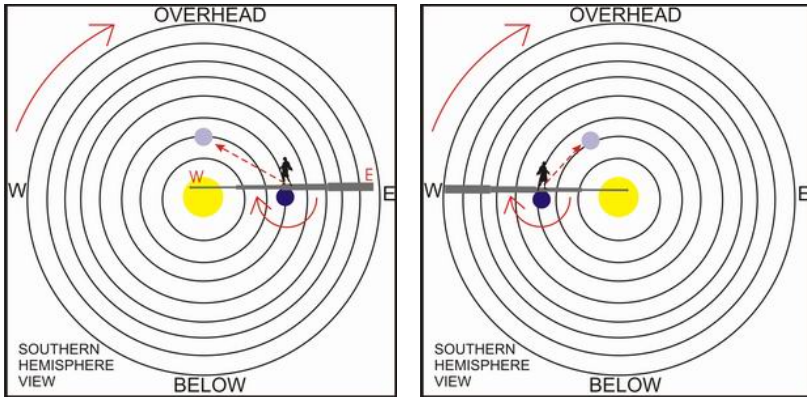 OVERHEAD
W
W
E
E
SOUTHERN
HEMISPHERE
VIEW
BELOW
OVERHEAD
W
E
SOUTHERN
HEMISPHERE
VIEW
BELOW